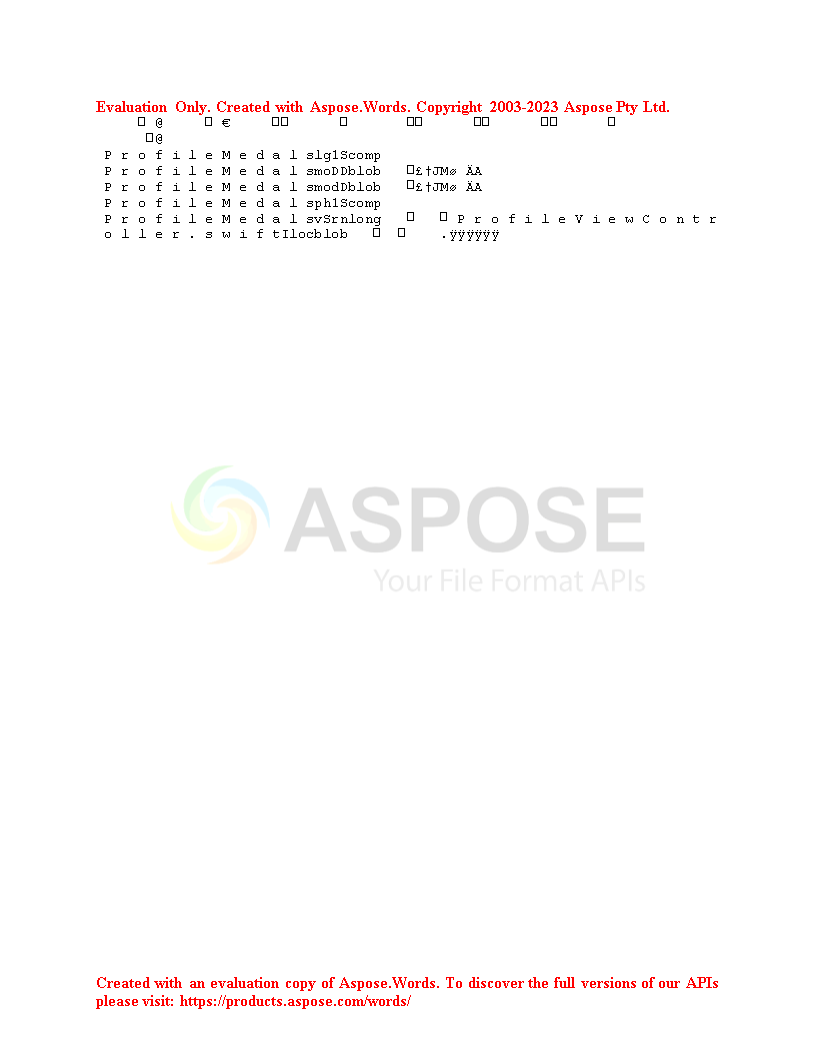 Evaluation Only. Created with Aspose.Words. Copyright 2003-2023 Aspose Pty Ltd.
□ @ □ € □□ □ □□ □□ □□ □
□@
P r o f i l e M e d a l slg1Scomp
P r o f i l e M e d a l smoDDblob □£†JMø ÄA
P r o f i l e M e d a l smodDblob □£†JMø ÄA
P r o f i l e M e d a l sph1Scomp
P r o f i l e M e d a l svSrnlong □ □ P r o f i l e V i e w C o n t r
o l l e r . s w i f tIlocblob □ □ .ÿÿÿÿÿÿ
ASPOSE
Your File Format APIs
Created with an evaluation copy of Aspose.Words. To discover the full versions of our APIs
please visit: https://products.aspose.com/words/